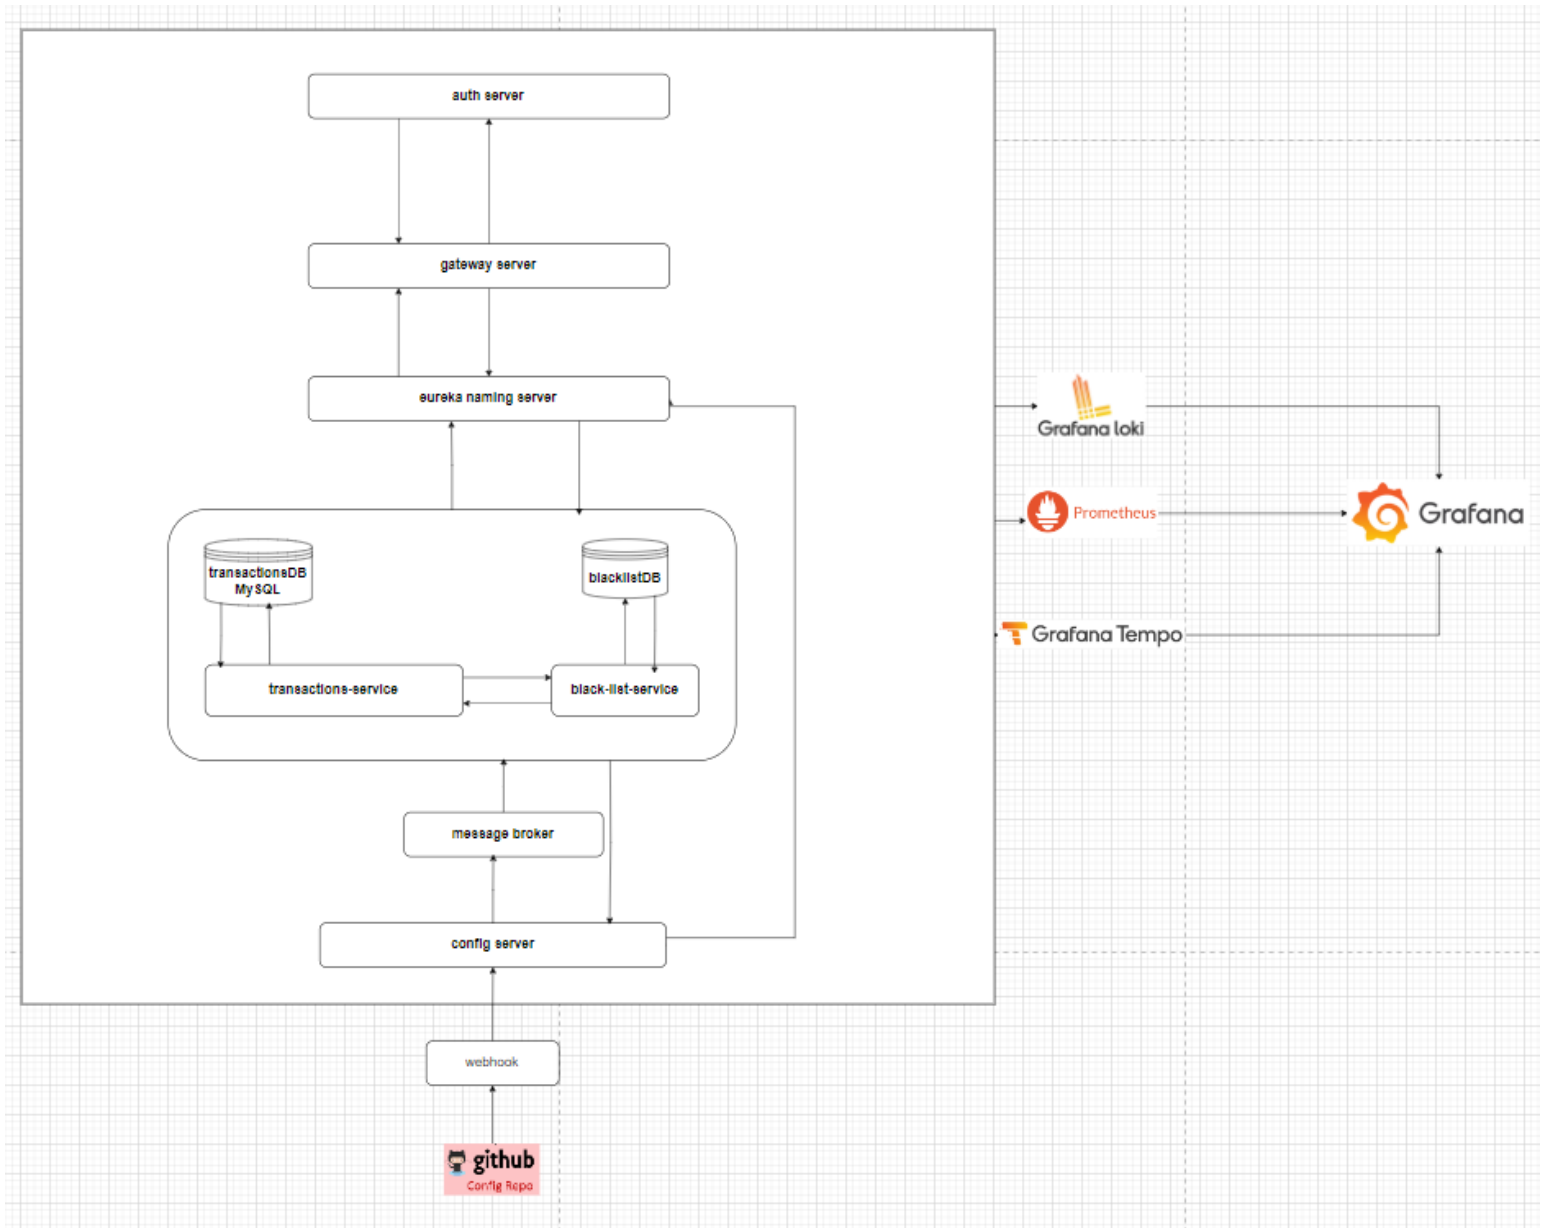 auth server
gateway server
eureka naming server
Grafana loki
Prometheus
Grafana
transactionsDB
MySQL
blacklistDB
Grafana Tempo
transactions-service
black-list-service
message broker
config server
webhook
github
Config Repo